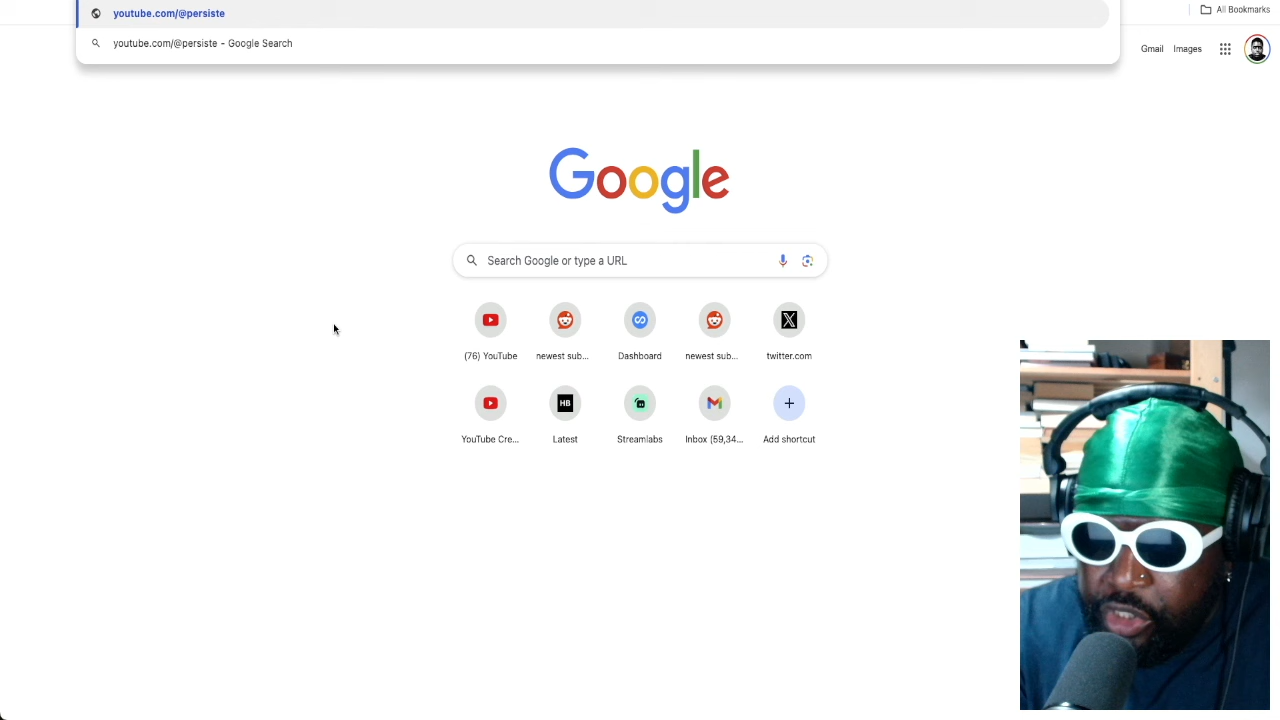 youtube.com/@persiste
All Bookmarks
youtube.com/@persiste - Google Search
Gmail Images
Google
Search Google or type a URL
(76) YouTube newest sub... Dashboard newest sub... twitter.com
HB
YouTube Cre... Latest Streamlabs Inbox (59,34... Add shortcut